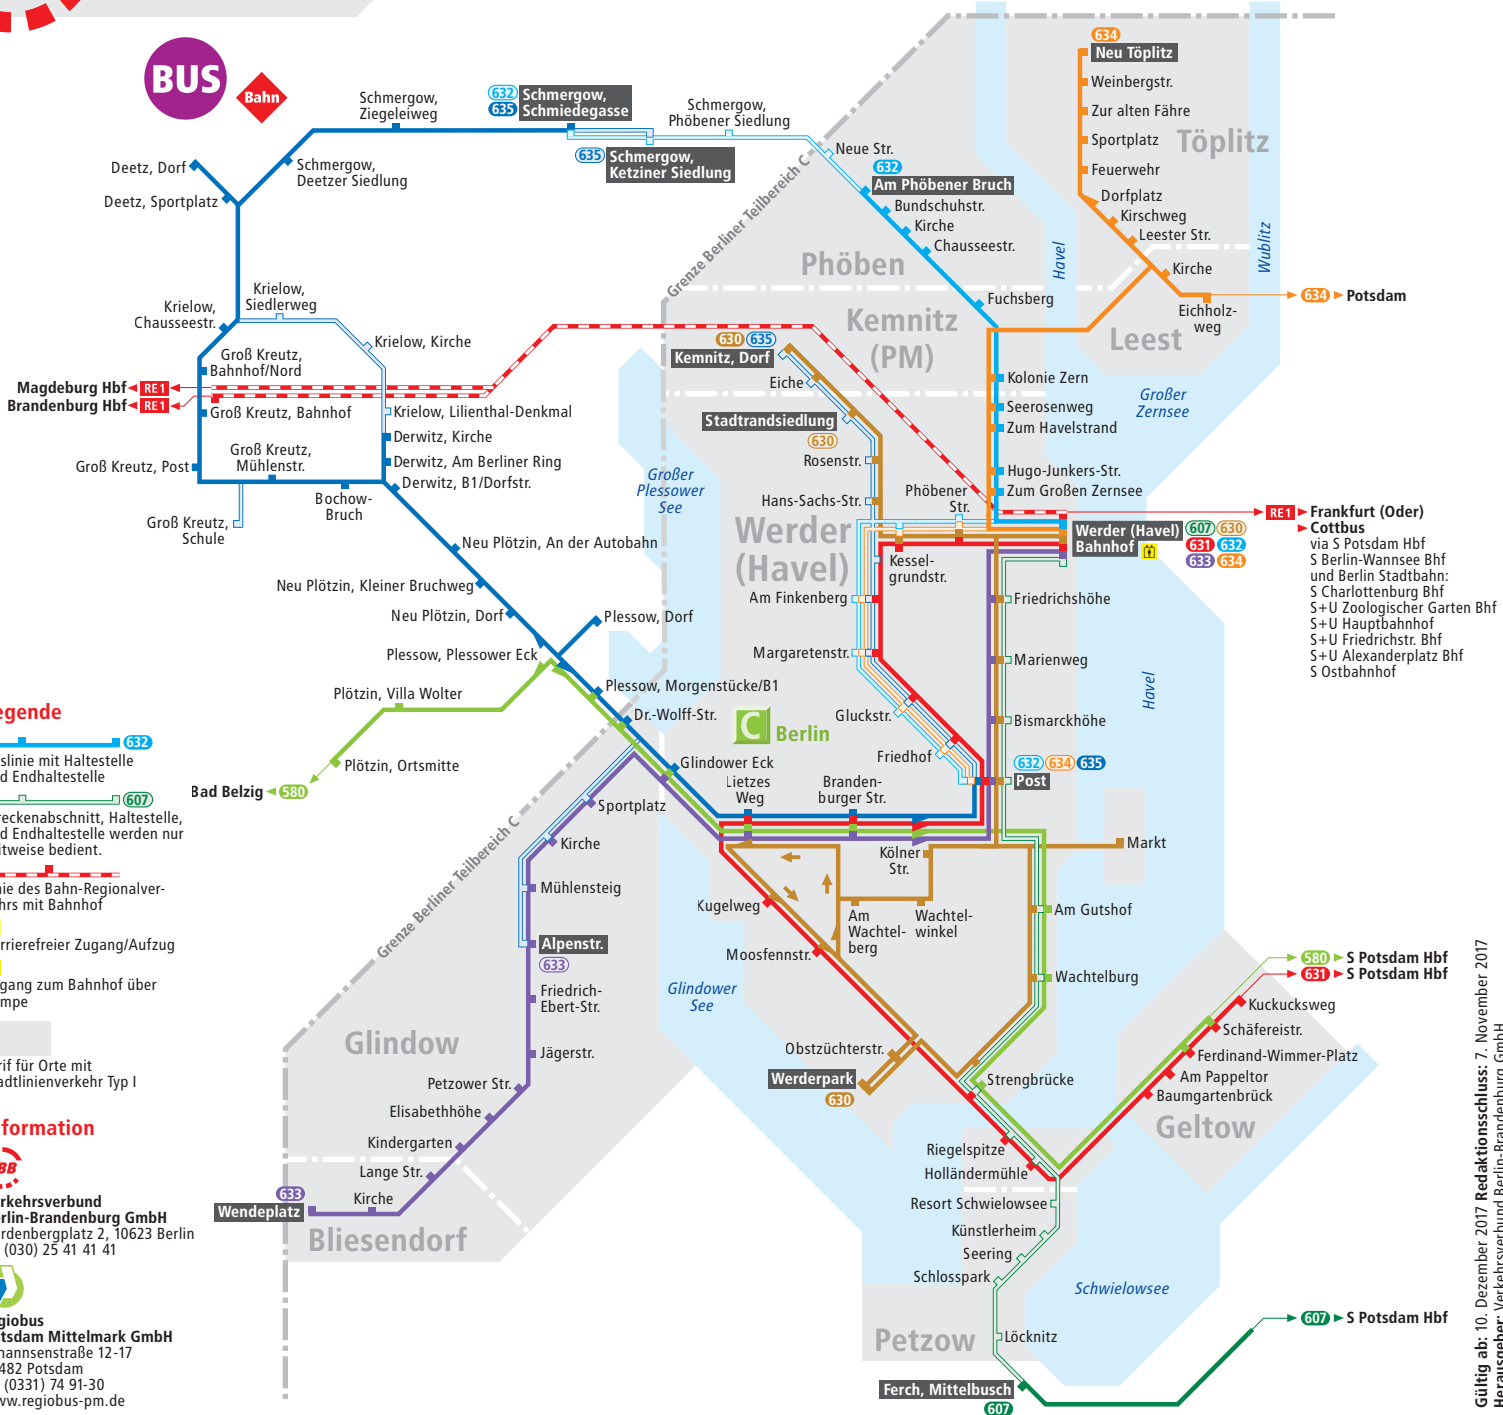 BUS
Bahn
632 Schmergow,
635 Schmiedegasse
635 Schmergow,
Ketziner Siedlung
Schmergow,
Ziegeleiweg
Schmergow,
Phöbener Siedlung
Deetz, Dorf
Schmergow,
Deetzer Siedlung
Deetz, Sportplatz
Grenze Berliner Teilbereich C
Neue Str.
632
Am Phöbener Bruch
Bundschuhstr.
Kirche
Chausseestr.
Fuchsberg
Phöben
634
Neu Töplitz
Weinbergstr.
Zur alten Fähre
Sportplatz
Töplitz
Feuerwehr
Dorfplatz
Kirschweg
Leester Str.
Kirche
Eichholz-
weg
Havel
Wublitz
634 Potsdam
Leest
Kemnitz
(PM)
Krielow,
Siedlerweg
Krielow,
Chausseestr.
Krielow, Kirche
Groß Kreutz,
Bahnhof/Nord
Magdeburg Hbf RE1
Brandenburg Hbf RE1
Groß Kreutz, Bahnhof
Krielow, Lilienthal-Denkmal
Derwitz, Kirche
Groß Kreutz,
Mühlenstr.
Derwitz, Am Berliner Ring
Groß Kreutz, Post
Derwitz, B1/Dorfstr.
Bochow-
Bruch
Groß Kreutz,
Schule
630 635
Kemnitz, Dorf
Eiche
Stadtrandsiedlung
630
Rosenstr.
Hans-Sachs-Str.
Großer
Plessower
See
Werder
(Havel)
Kolonie Zern
Seerosenweg
Zum Havelstrand
Hugo-Junkers-Str.
Zum Großen Zernsee
Großer
Zernsee
Phöbener
Str.
Kessel-
grundstr.
Werder (Havel) 607 630
Bahnhof 631 632
633 634
RE1 Frankfurt (Oder)
Cottbus
via S Potsdam Hbf
S Berlin-Wannsee Bhf
und Berlin Stadtbahn:
S Charlottenburg Bhf
S+U Zoologischer Garten Bhf
S+U Hauptbahnhof
S+U Friedrichstr. Bhf
S+U Alexanderplatz Bhf
S Ostbahnhof
Neu Plötzin, An der Autobahn
Neu Plötzin, Kleiner Bruchweg
Neu Plötzin, Dorf
Plessow, Dorf
Plessow, Plessower Eck
Plessow, Morgenstücke/B1
Plötzin, Villa Wolter
Dr.-Wolff-Str.
Plötzin, Ortsmitte
Bad Belzig 580
Am Finkenberg
Margaretenstr.
Gluckstr.
Friedhof
C Berlin
Friedrichshöhe
Marienweg
Bismarckhöhe
632 634 635
Post
Havel
Glindower Eck
Lietzes
Weg
Branden-
burger Str.
Sportplatz
Kirche
Mühlensteig
Alpenstr.
633
Friedrich-
Ebert-Str.
Jägerstr.
Petzower Str.
Elisabethhöhe
Kindergarten
Lange Str.
Kirche
633
Wendeplatz
Grenze Berliner Teilbereich C
Glindow
Bliesendorf
Glindower
See
Kölner
Str.
Markt
Kugelweg
Am
Wachtel-
berg
Wachtel-
winkel
Moosfennstr.
Am Gutshof
Wachtelburg
Obstzüchterstr.
Werderpark
630
Strengbrücke
Riegelspitze
Holländermühle
580 S Potsdam Hbf
631 S Potsdam Hbf
Kuckucksweg
Schäfereistr.
Ferdinand-Wimmer-Platz
Am Pappeltor
Baumgartenbrück
Geltow
Resort Schwielowsee
Künstlerheim
Seering
Schlosspark
Schwielowsee
Petzow
Löcknitz
Ferch, Mittelbusch
607
607 S Potsdam Hbf
egende
632
slinie mit Haltestelle
d Endhaltestelle
607
reckenabschnitt, Haltestelle,
d Endhaltestelle werden nur
itweise bedient.
ie des Bahn-Regionalver-
hrs mit Bahnhof
rrierefreier Zugang/Aufzug
gang zum Bahnhof über
mpe
rif für Orte mit
adtlinienverkehr Typ I
formation
BB
rkehrsverbund
erlin-Brandenburg GmbH
rdenbergplatz 2, 10623 Berlin
(030) 25 41 41 41
giobus
tsdam Mittelmark GmbH
hannsenstraße 12-17
482 Potsdam
(0331) 74 91-30
ww.regiobus-pm.de
Gültig ab: 10. Dezember 2017 Redaktionsschluss: 7. November 2017
Herausgeber: Verkehrsverbund Berlin-Brandenburg GmbH